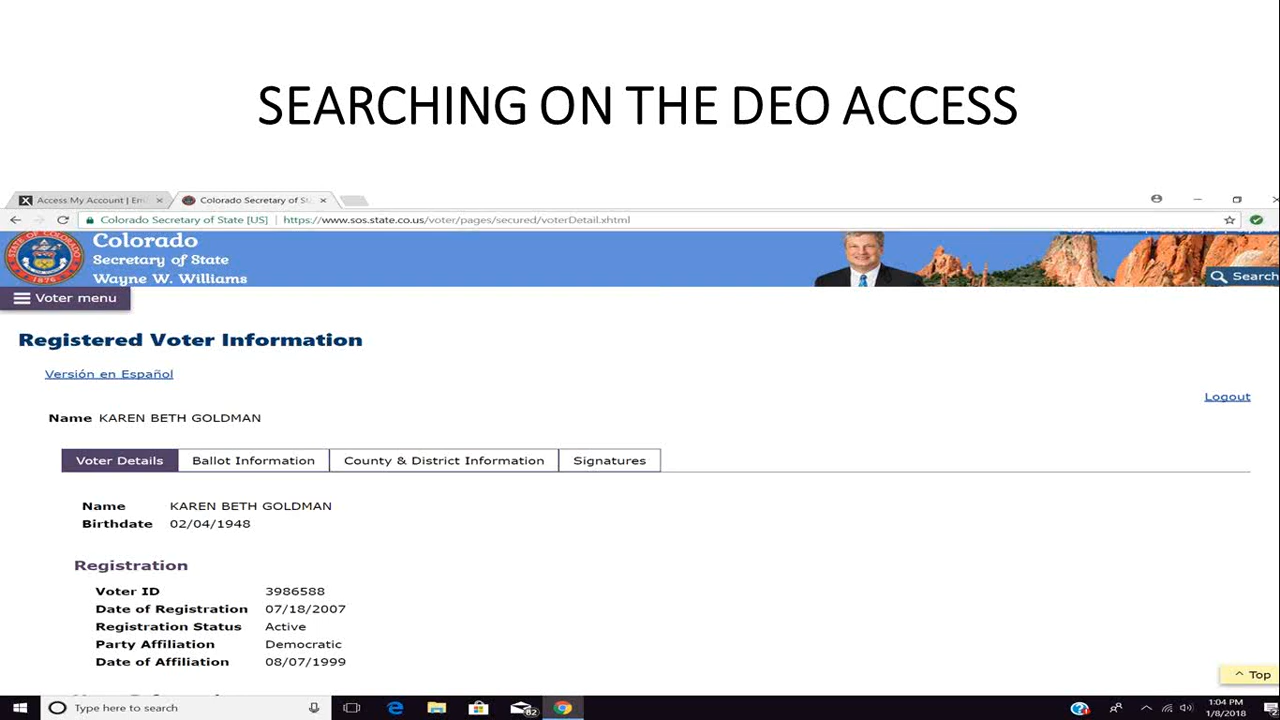 SEARCHING ON THE DEO ACCESS
Access My Account |
Colorado Secretary of St
Colorado Secretary of State [US] | https://www.sos.state.co.us/voter/pages/secured/voterDetail.xhtml
Colorado
Secretary of State
Wayne W. Williams
Search
Voter menu
Registered Voter Information
Versión en Español
Logout
Name KAREN BETH GOLDMAN
Voter Details Ballot Information County & District Information Signatures
Name KAREN BETH GOLDMAN
Birthdate 02/04/1948
Registration
Voter ID 3986588
Date of Registration 07/18/2007
Registration Status Active
Party Affiliation Democratic
Date of Affiliation 08/07/1999
Top
Type here to search
82
1:04 PM
1/8/2018